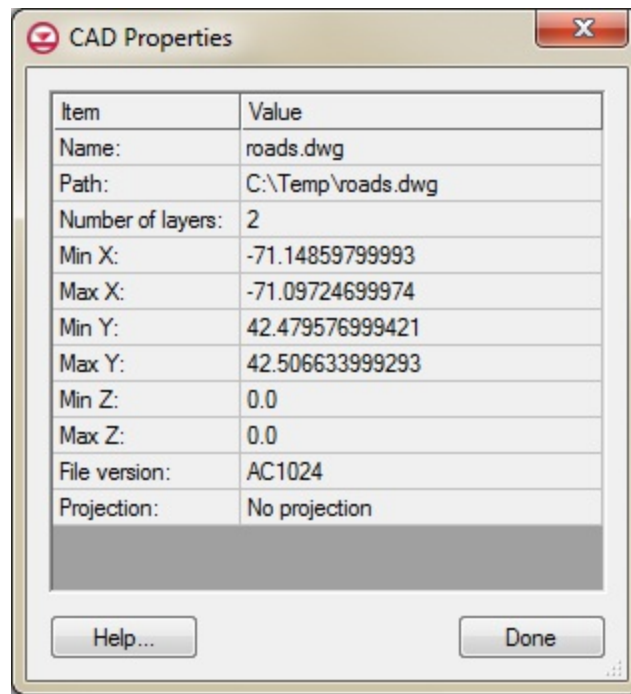 CAD Properties
Item Value
Name: roads.dwg
Path: C:\Temp\roads.dwg
Number of layers: 2
Min X: -71.14859799993
Max X: -71.09724699974
Min Y: 42.479576999421
Max Y: 42.506633999293
Min Z: 0.0
Max Z: 0.0
File version: AC1024
Projection: No projection
Help... Done